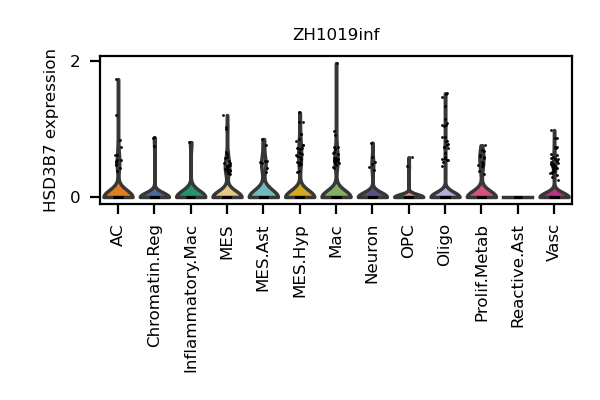 ZH1019inf
HSD3B7 expression
2
0
AC
Chromatin.Reg
Inflammatory.Mac
MES
MES.Ast
MES.Hyp
Mac
Neuron
OPC
Oligo
Prolif.Metab
Reactive.Ast
Vasc